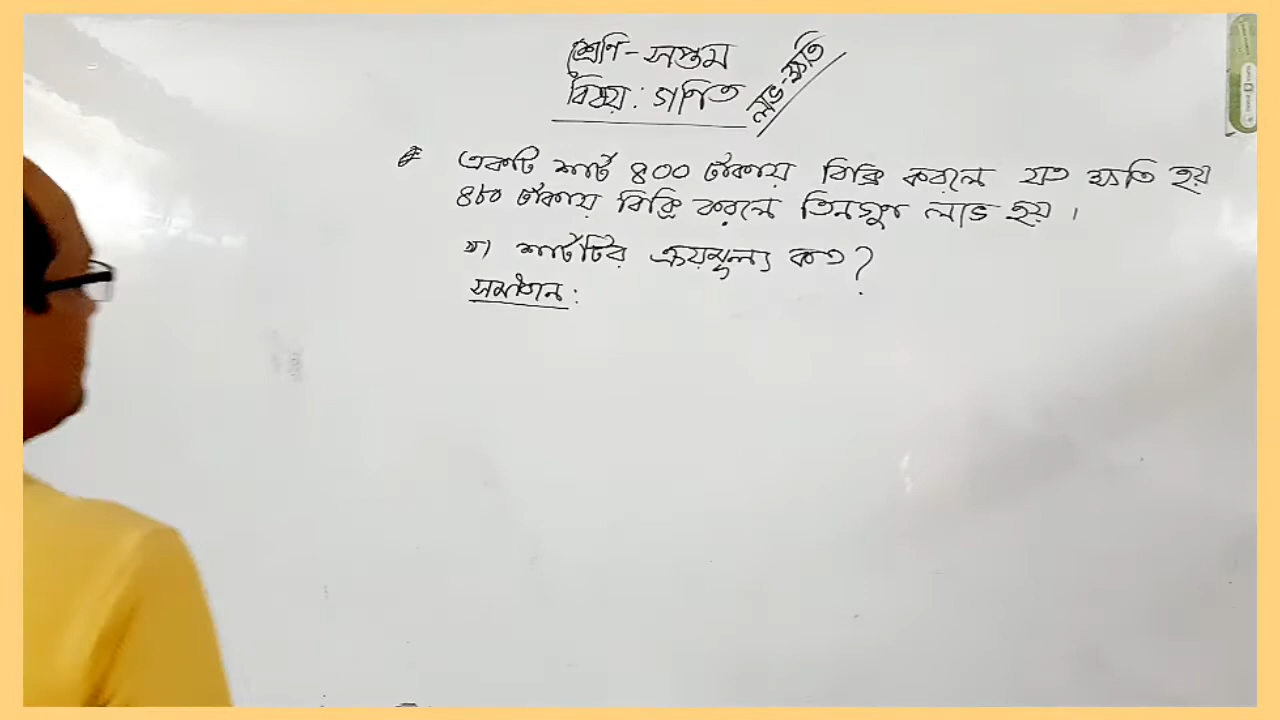 শ্রেণি - সপ্তম
বিষয় : গণিত
লাভ-ক্ষতি
একটি শার্ট ৪০০ টাকায় বিক্রি করলে যত ক্ষতি হয়
৪৮০ টাকায় বিক্রি করলে তিনগুণ লাভ হয় ।
শার্টটির ক্রয়মূল্য কত ?
সমাধান :